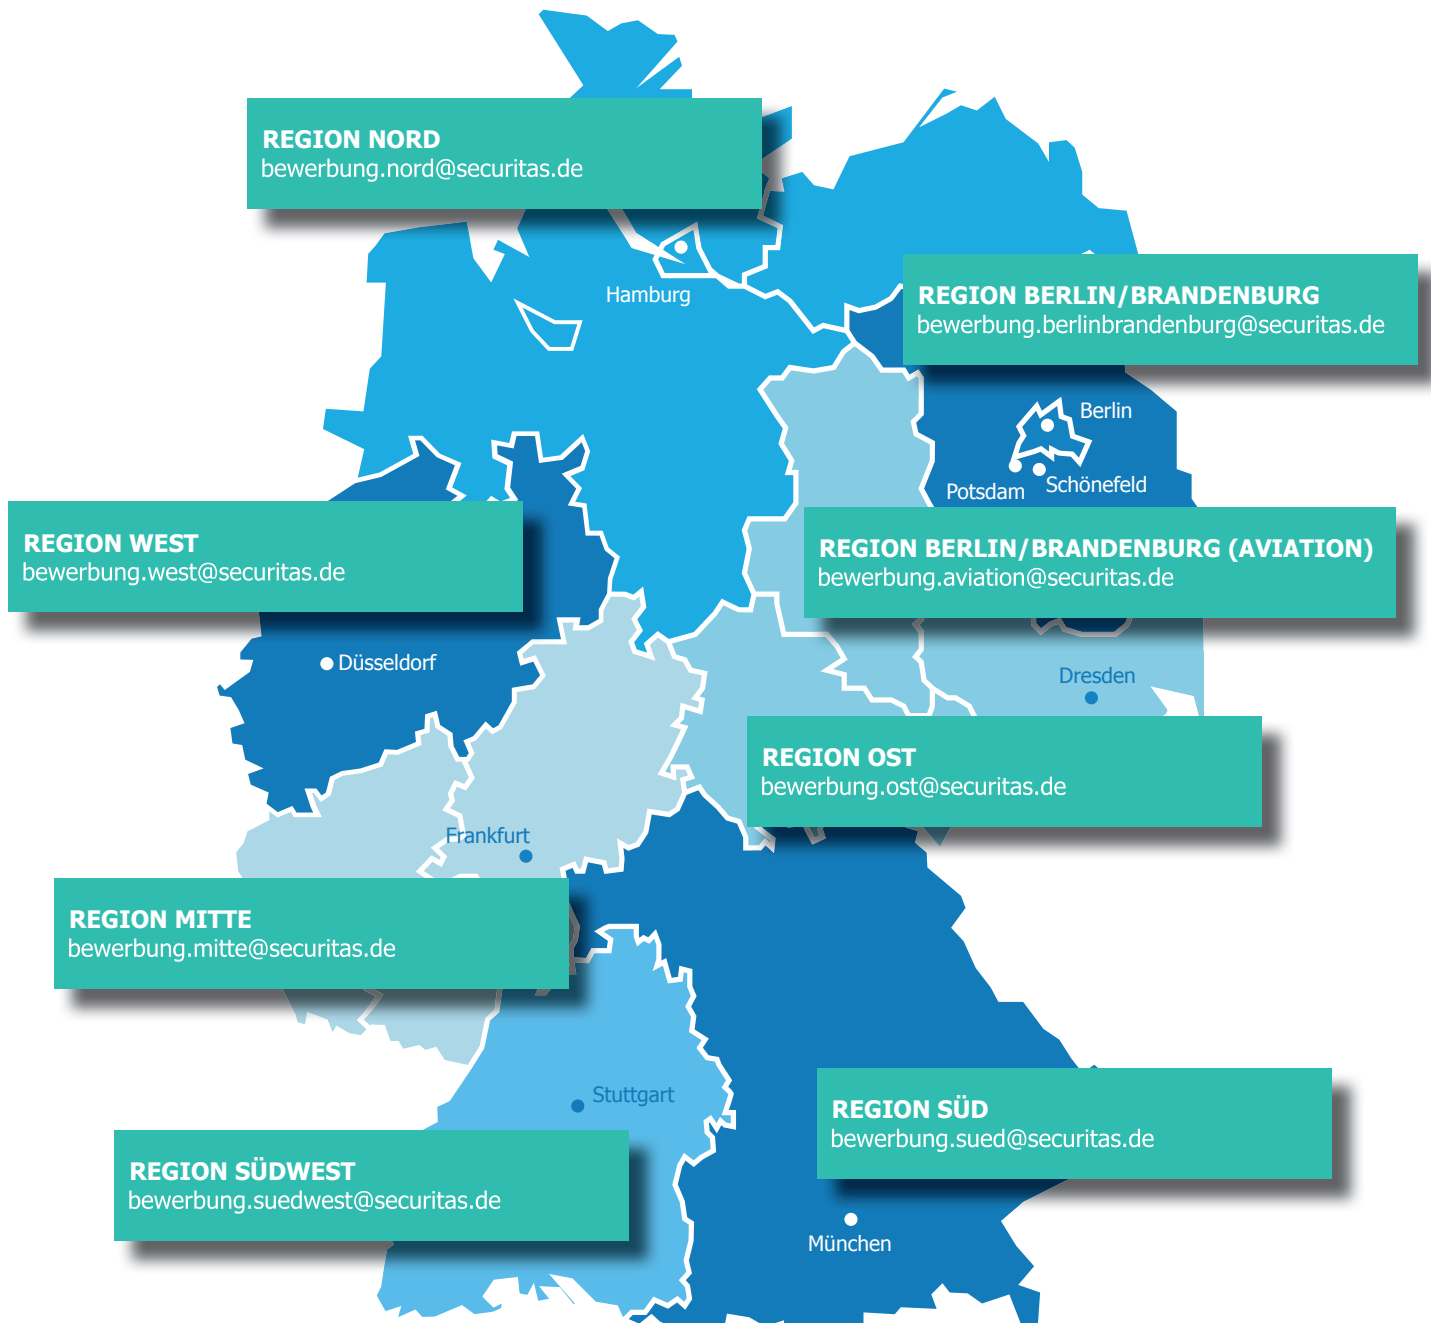 REGION NORD
bewerbung.nord@securitas.de
Hamburg
REGION BERLIN/BRANDENBURG
bewerbung.berlinbrandenburg@securitas.de
Berlin
Potsdam
Schönefeld
REGION WEST
bewerbung.west@securitas.de
REGION BERLIN/BRANDENBURG (AVIATION)
bewerbung.aviation@securitas.de
Düsseldorf
Dresden
REGION OST
bewerbung.ost@securitas.de
Frankfurt
REGION MITTE
bewerbung.mitte@securitas.de
Stuttgart
REGION SÜD
bewerbung.sued@securitas.de
REGION SÜDWEST
bewerbung.suedwest@securitas.de
München